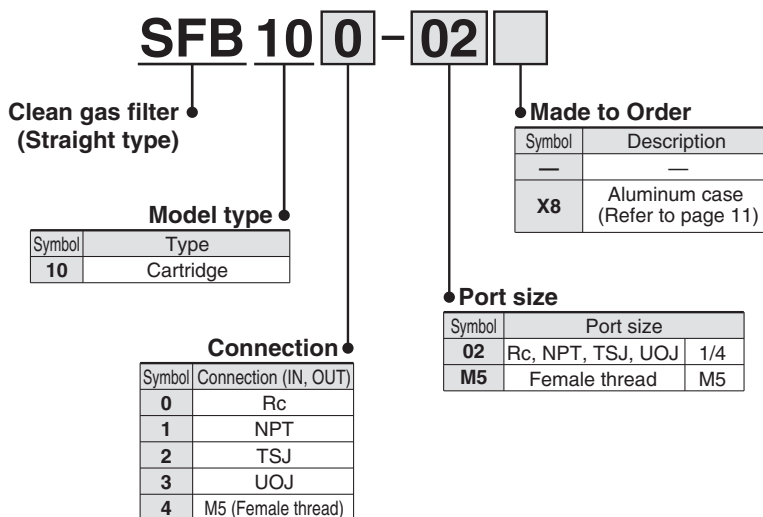 SFB 10 0 - 02
Clean gas filter
(Straight type)
Made to Order
Symbol Description
— —
X8 Aluminum case
(Refer to page 11)
Model type
Symbol Type
10 Cartridge
Port size
Symbol Port size
02 Rc, NPT, TSJ, UOJ 1/4
M5 Female thread M5
Connection
Symbol Connection (IN, OUT)
0 Rc
1 NPT
2 TSJ
3 UOJ
4 M5 (Female thread)